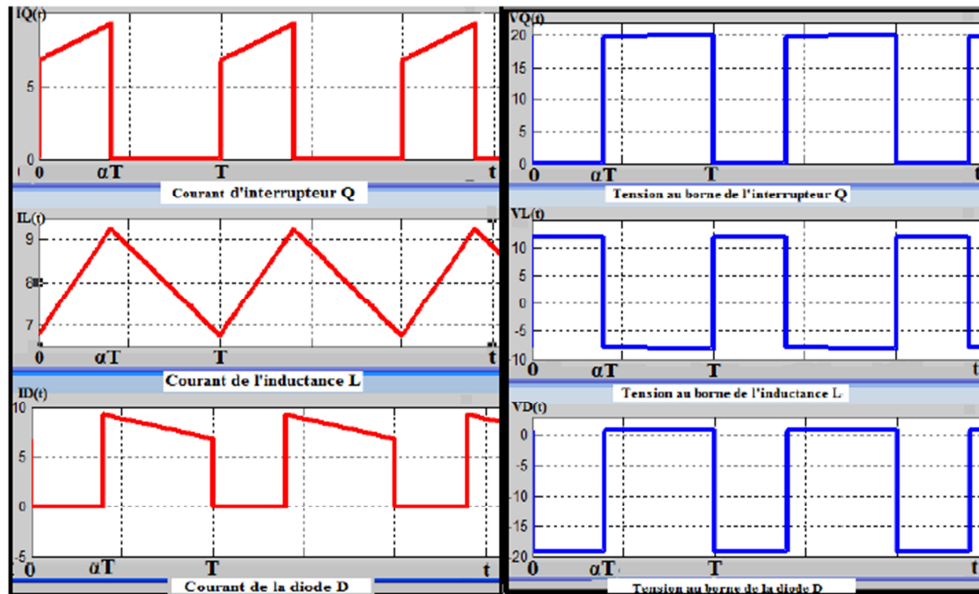 IQ(t)
5
0
0 αT T t
Courant d'interrupteur Q
IL(t)
9
8
7
0 αT T t
Courant de l'inductance L
ID(t)
10
5
0
-5
0 αT T t
Courant de la diode D
VQ(t)
20
15
10
5
0
0 αT T t
Tension au borne de l'interrupteur Q
VL(t)
10
5
0
-5
-10
0 αT T t
Tension au borne de l'inductance L
VD(t)
0
-5
-10
-15
-20
0 αT T t
Tension au borne de la diode D